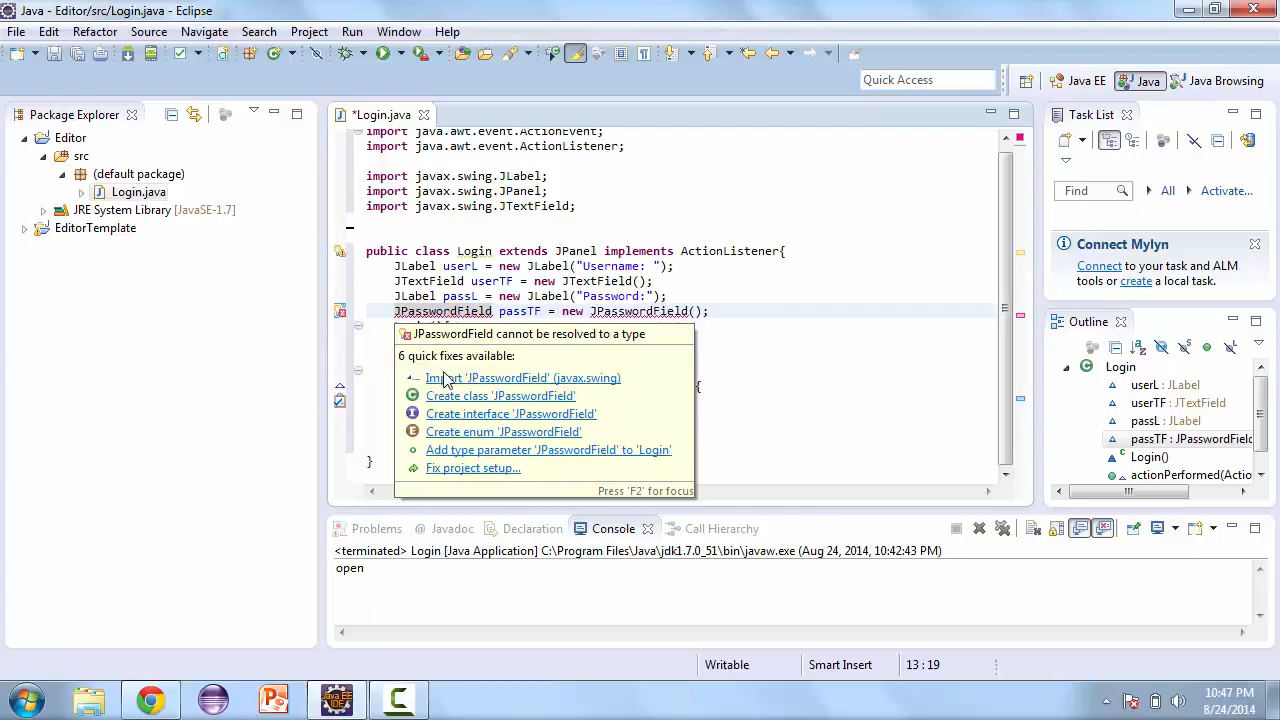 Java - Editor/src/Login.java - Eclipse
File Edit Refactor Source Navigate Search Project Run Window Help
Quick Access
Java EE Java Java Browsing
Package Explorer
Editor
src
(default package)
Login.java
JRE System Library [JavaSE-1.7]
EditorTemplate
*Login.java
import java.awt.event.ActionEvent;
import java.awt.event.ActionListener;
import javax.swing.JLabel;
import javax.swing.JPanel;
import javax.swing.JTextField;
public class Login extends JPanel implements ActionListener{
JLabel userL = new JLabel("Username: ");
JTextField userTF = new JTextField();
JLabel passL = new JLabel("Password:");
JPasswordField passTF = new JPasswordField();
JPasswordField cannot be resolved to a type
6 quick fixes available:
Import 'JPasswordField' (javax.swing)
{
Create class 'JPasswordField'
Create interface 'JPasswordField'
Create enum 'JPasswordField'
Add type parameter 'JPasswordField' to 'Login'
}
Fix project setup...
Press 'F2' for focus
Task List
Find All Activate...
Connect Mylyn
Connect to your task and ALM
tools or create a local task.
Outline
Login
userL : JLabel
userTF : JTextField
passL : JLabel
passTF : JPasswordField
Login()
actionPerformed(Actio
Problems Javadoc Declaration Console Call Hierarchy
<terminated> Login [Java Application] C:\Program Files\Java\jdk1.7.0_51\bin\javaw.exe (Aug 24, 2014, 10:42:43 PM)
open
Writable Smart Insert 13 : 19
10:47 PM
8/24/2014